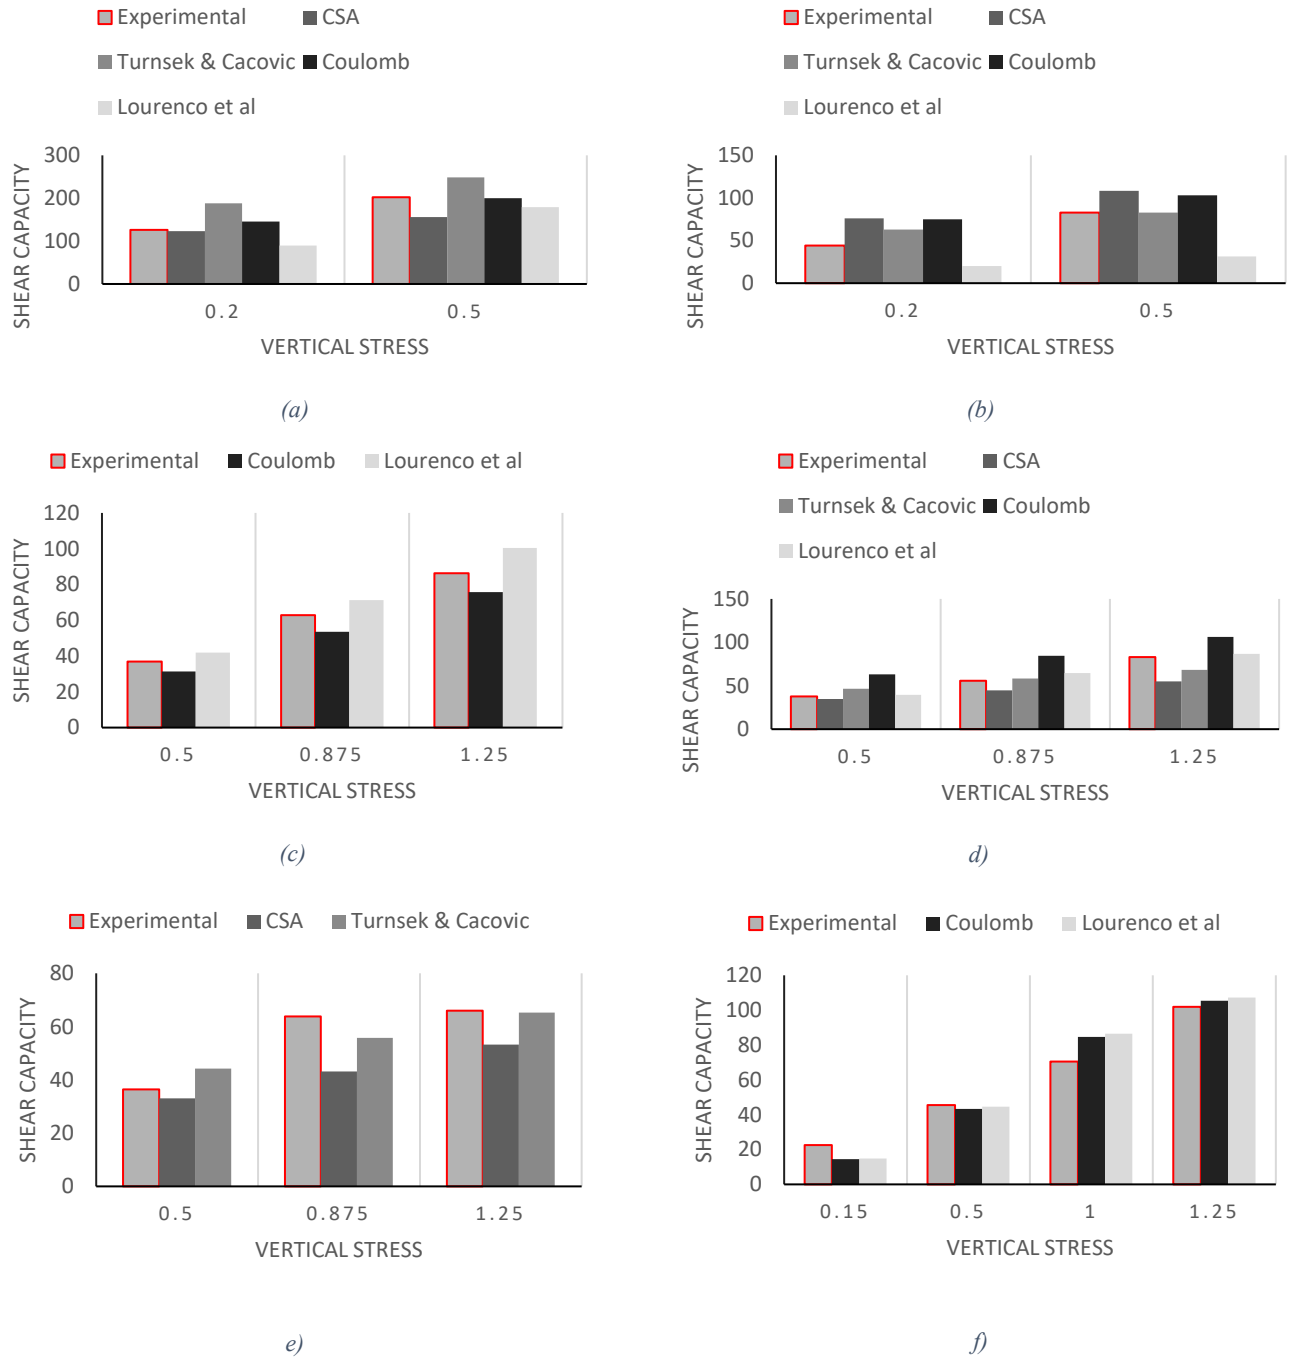 Experimental CSA
Turnsek & Cacovic Coulomb
Lourenco et al
SHEAR CAPACITY
300
200
100
0
0.2 0.5
VERTICAL STRESS
(a)
Experimental CSA
Turnsek & Cacovic Coulomb
Lourenco et al
SHEAR CAPACITY
150
100
50
0
0.2 0.5
VERTICAL STRESS
(b)
Experimental Coulomb Lourenco et al
SHEAR CAPACITY
120
100
80
60
40
20
0
0.5 0.875 1.25
VERTICAL STRESS
(c)
Experimental CSA
Turnsek & Cacovic Coulomb
Lourenco et al
SHEAR CAPACITY
150
100
50
0
0.5 0.875 1.25
VERTICAL STRESS
d)
Experimental CSA Turnsek & Cacovic
SHEAR CAPACITY
80
60
40
20
0
0.5 0.875 1.25
VERTICAL STRESS
e)
Experimental Coulomb Lourenco et al
SHEAR CAPACITY
120
100
80
60
40
20
0
0.15 0.5 1 1.25
VERTICAL STRESS
f)